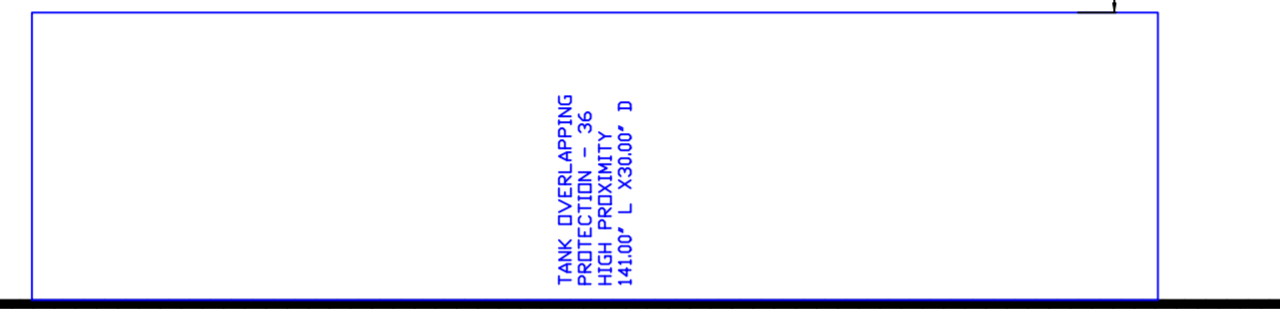 TANK OVERLAPPING
PROTECTION - 36
HIGH PROXIMITY
141.00" L X30.00" D